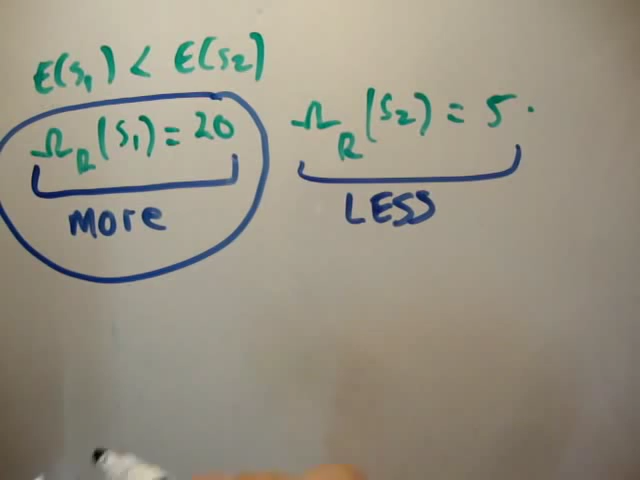 E(S₁) < E(S₂)
Ω_R(S₁) = 20
Ω_R(S₂) = 5.
more
LESS